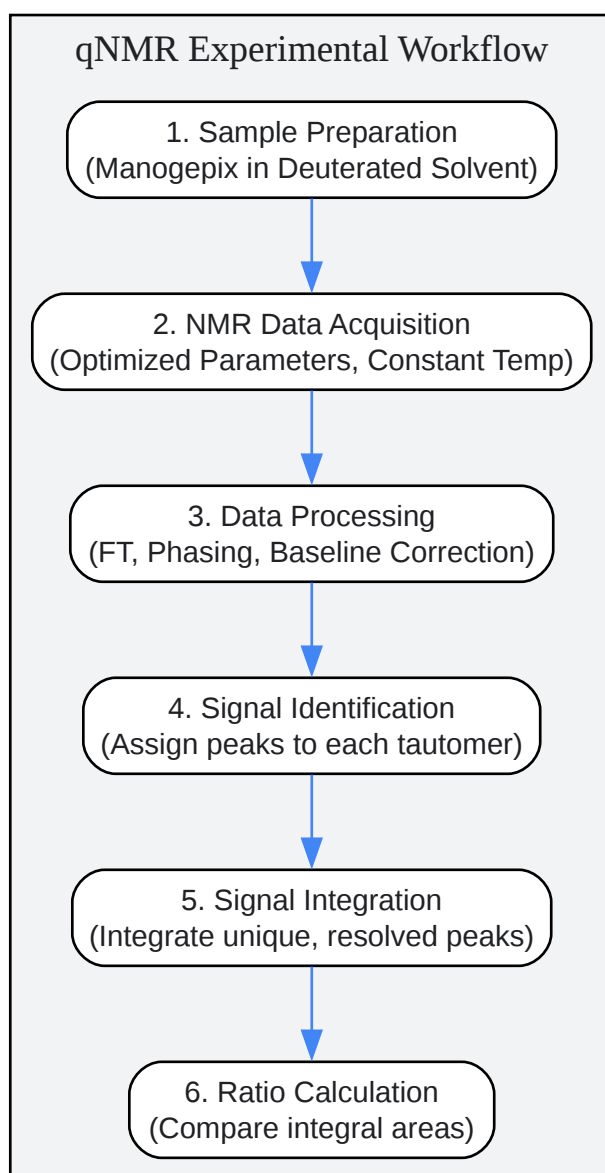 qNMR Experimental Workflow
1. Sample Preparation
(Manogepix in Deuterated Solvent)
2. NMR Data Acquisition
(Optimized Parameters, Constant Temp)
3. Data Processing
(FT, Phasing, Baseline Correction)
4. Signal Identification
(Assign peaks to each tautomer)
5. Signal Integration
(Integrate unique, resolved peaks)
6. Ratio Calculation
(Compare integral areas)